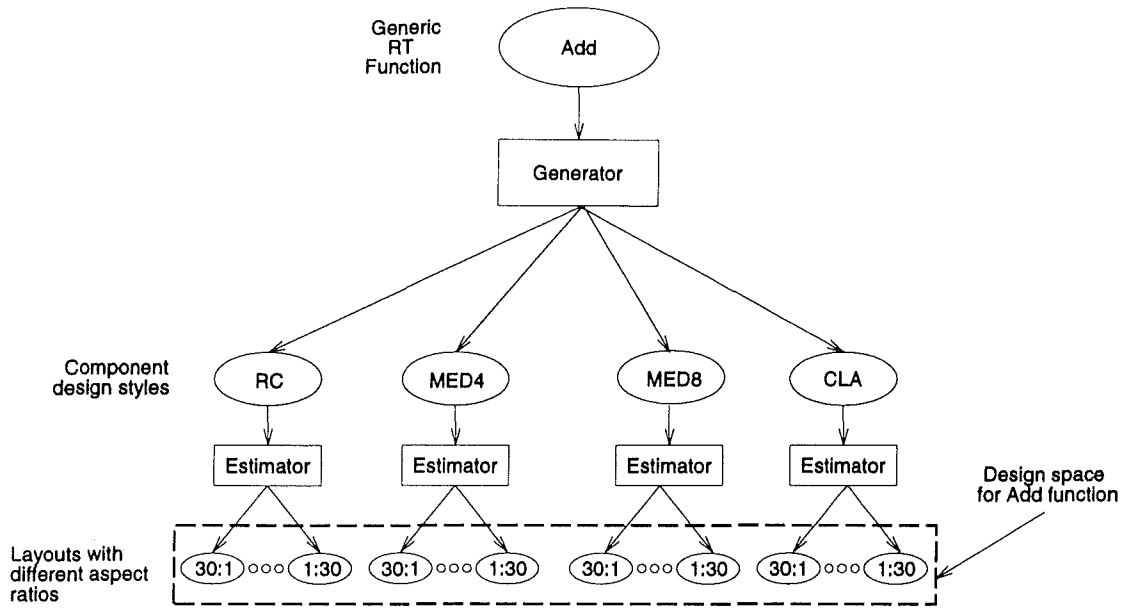 Generic
RT
Function
Add
Generator
Component
design styles
RC
MED4
MED8
CLA
Estimator
Estimator
Estimator
Estimator
Design space
for Add function
Layouts with
different aspect
ratios
30:1
1:30
30:1
1:30
30:1
1:30
30:1
1:30